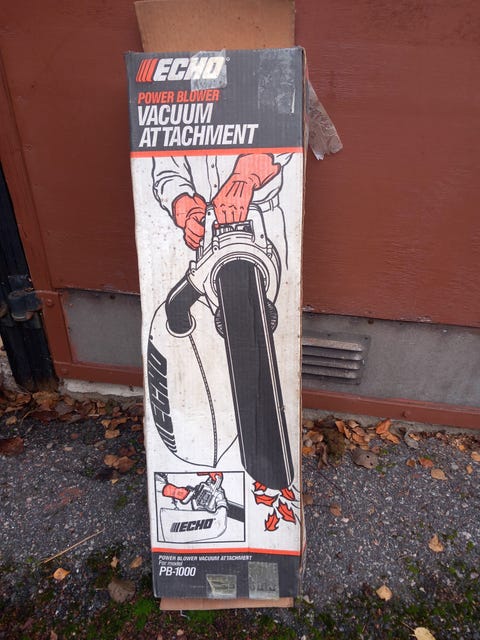 ECHO
POWER BLOWER
VACUUM
ATTACHMENT
ECHO
ECHO
POWER BLOWER VACUUM ATTACHMENT
For model
PB-1000